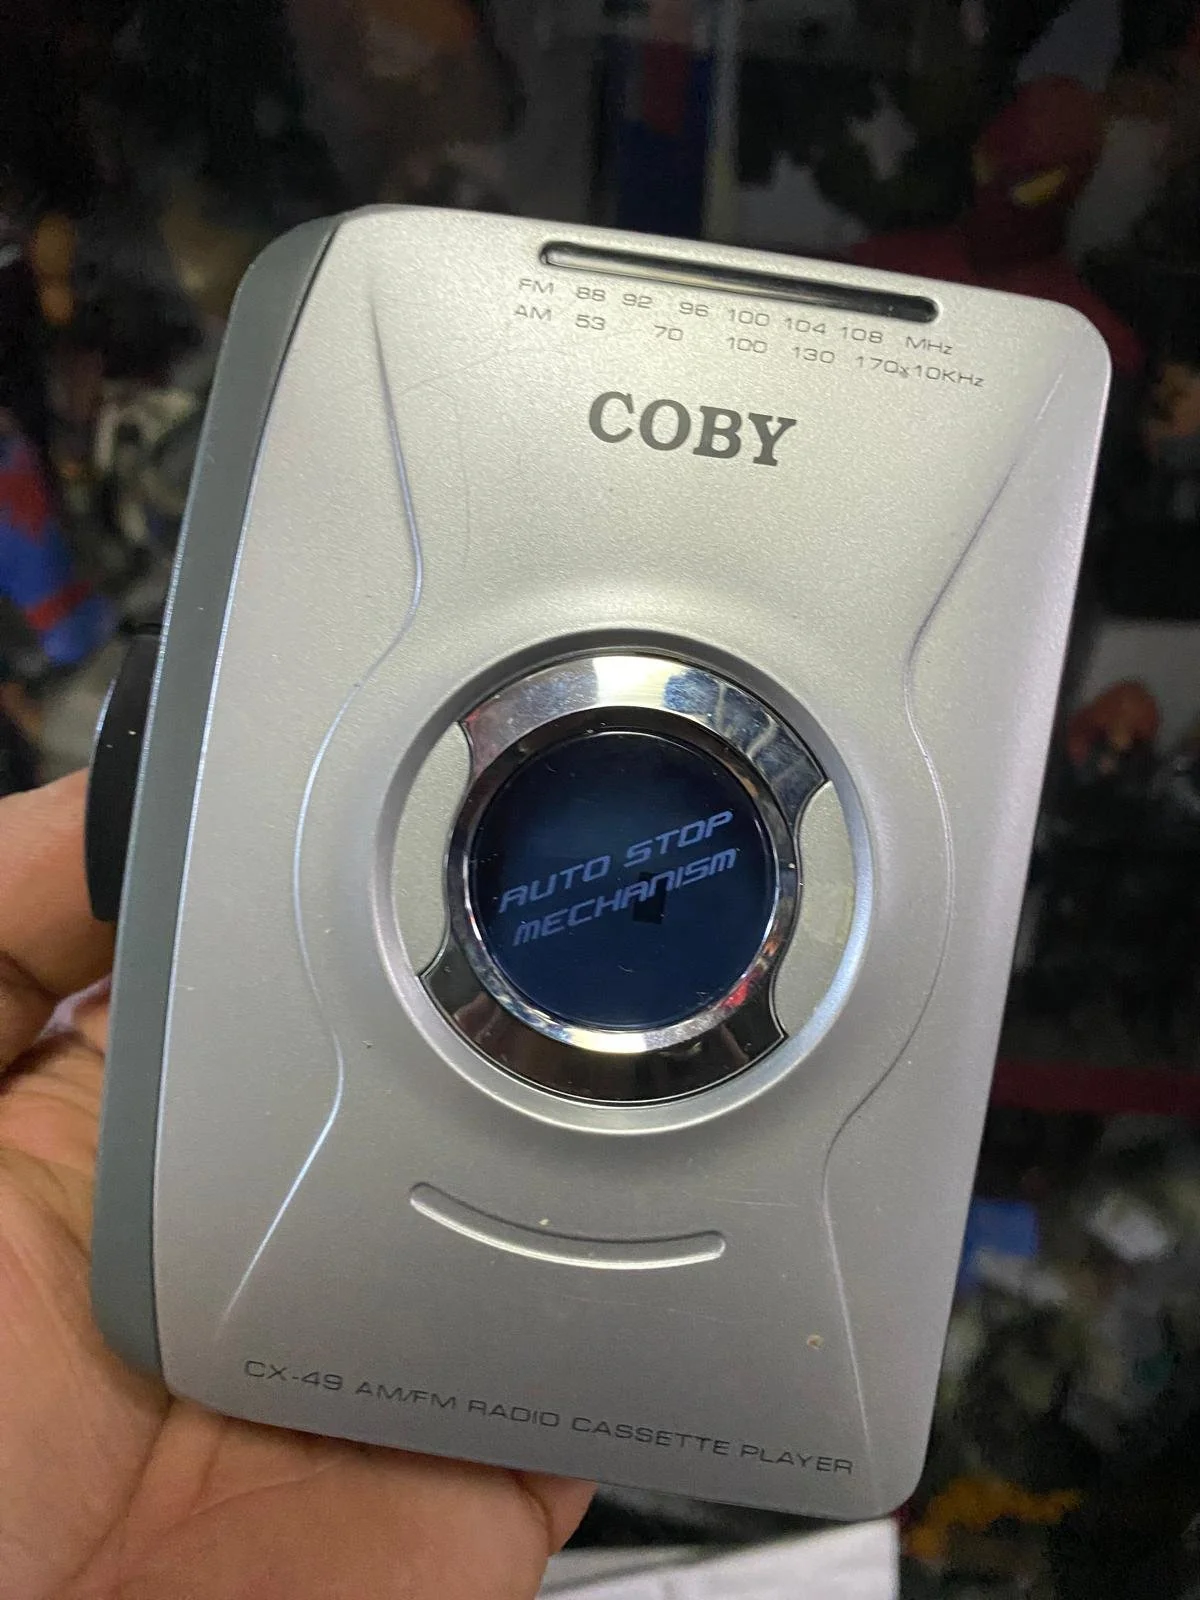 FM 88 92 96 100 104 108 MHz
AM 53 70 100 130 170x10KHz
COBY
AUTO STOP
MECHANISM
CX-49 AM/FM RADIO CASSETTE PLAYER